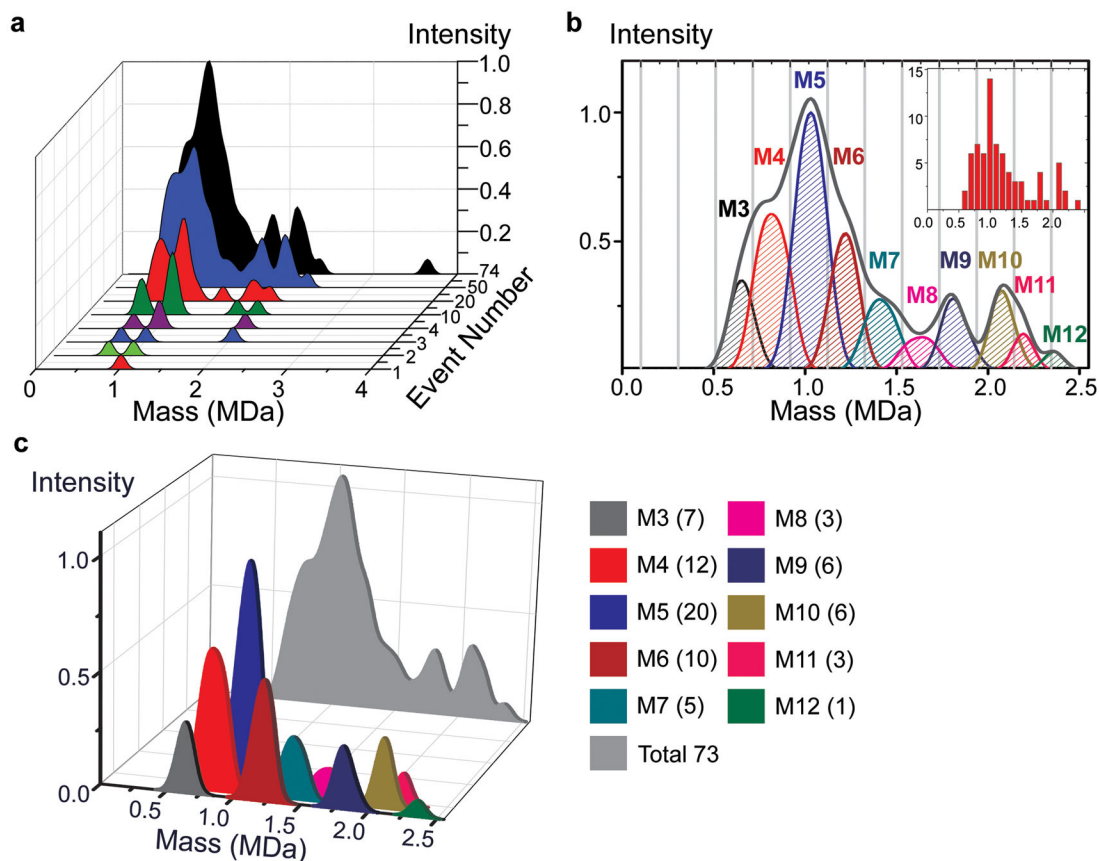 a
Intensity
1.0
0.8
0.6
0.4
0.2
74
50
20
10
4
3
2
1
Event Number
0
1
2
3
4
Mass (MDa)
b
Intensity
1.0
0.5
M3
M4
M5
M6
M7
M8
M9
M10
M11
M12
15
10
5
0
0.0 0.5 1.0 1.5 2.0
0.0 0.5 1.0 1.5 2.0 2.5
Mass (MDa)
c
Intensity
1.0
0.5
0.0
0.5
1.0
1.5
2.0
2.5
Mass (MDa)
M3 (7)
M4 (12)
M5 (20)
M6 (10)
M7 (5)
Total 73
M8 (3)
M9 (6)
M10 (6)
M11 (3)
M12 (1)